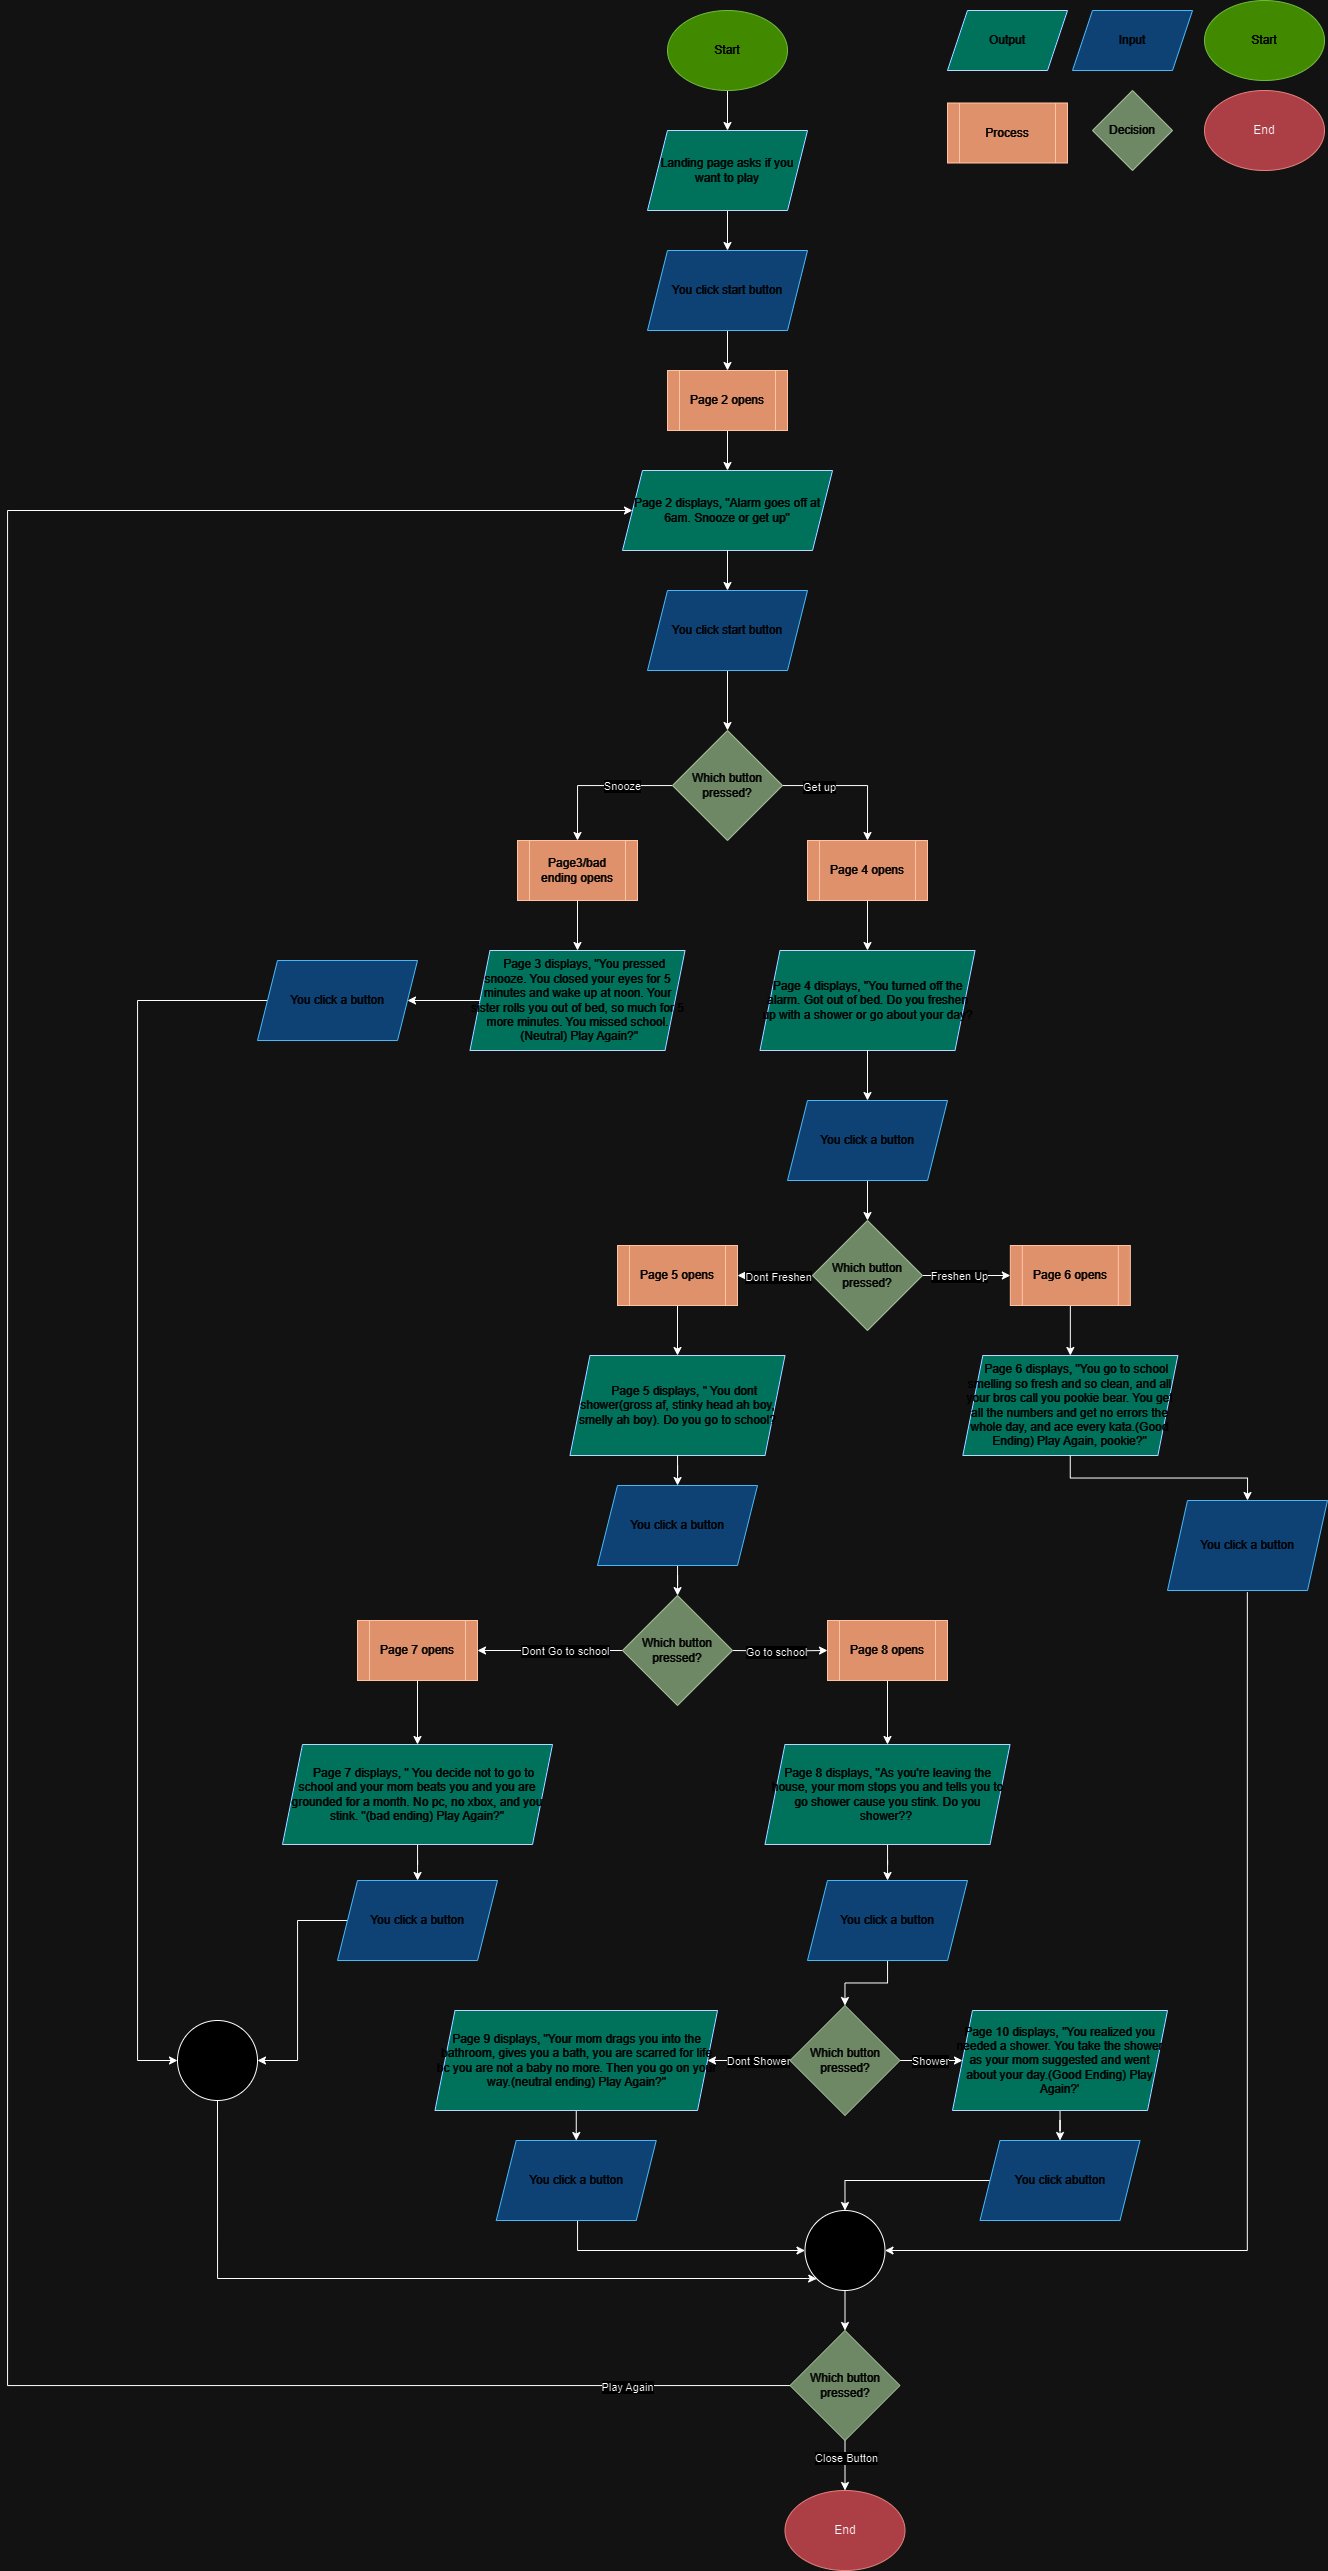 Start
Output
Input
Start
Process
Decision
End
Landing page asks if you
want to play
You click start button
Page 2 opens
Page 2 displays, "Alarm goes off at
6am. Snooze or get up"
You click start button
Which button
pressed?
Snooze
Get up
Page3/bad
ending opens
Page 4 opens
Page 3 displays, "You pressed
snooze. You closed your eyes for 5
minutes and wake up at noon. Your
sister rolls you out of bed, so much for 5
more minutes. You missed school.
(Neutral) Play Again?"
You click a button
Page 4 displays, "You turned off the
alarm. Got out of bed. Do you freshen
up with a shower or go about your day?
You click a button
Which button
pressed?
Dont Freshen
Freshen Up
Page 5 opens
Page 6 opens
Page 5 displays, " You dont
shower(gross af, stinky head ah boy,
smelly ah boy). Do you go to school?
Page 6 displays, "You go to school
smelling so fresh and so clean, and all
your bros call you pookie bear. You get
all the numbers and get no errors the
whole day, and ace every kata.(Good
Ending) Play Again, pookie?"
You click a button
You click a button
Which button
pressed?
Dont Go to school
Go to school
Page 7 opens
Page 8 opens
Page 7 displays, " You decide not to go to
school and your mom beats you and you are
grounded for a month. No pc, no xbox, and you
stink. "(bad ending) Play Again?"
Page 8 displays, "As you're leaving the
house, your mom stops you and tells you to
go shower cause you stink. Do you
shower??
You click a button
You click a button
Which button
pressed?
Dont Shower
Shower
Page 9 displays, "Your mom drags you into the
bathroom, gives you a bath, you are scarred for life
bc you are not a baby no more. Then you go on your
way.(neutral ending) Play Again?"
Page 10 displays, "You realized you
needed a shower. You take the shower
as your mom suggested and went
about your day.(Good Ending) Play
Again?'
You click a button
You click abutton
Which button
pressed?
Play Again
Close Button
End